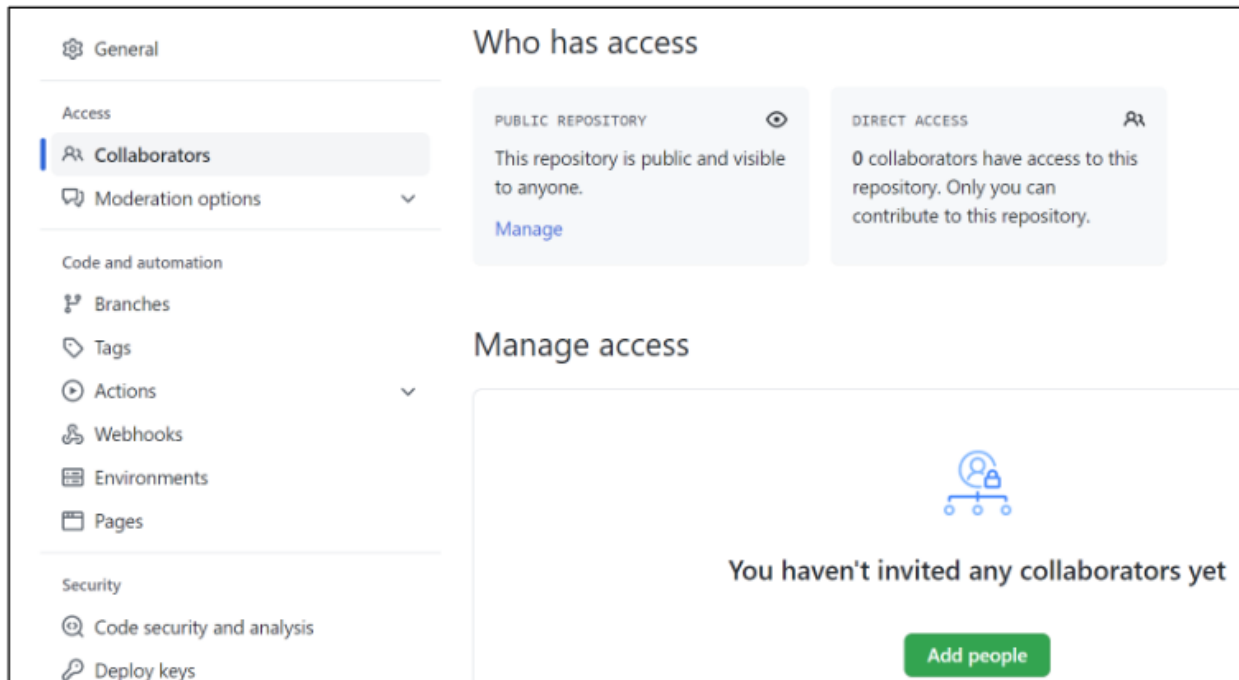 General
Access
Collaborators
Moderation options
Code and automation
Branches
Tags
Actions
Webhooks
Environments
Pages
Security
Code security and analysis
Deploy keys
Who has access
PUBLIC REPOSITORY
This repository is public and visible
to anyone.
Manage
DIRECT ACCESS
0 collaborators have access to this
repository. Only you can
contribute to this repository.
Manage access
You haven't invited any collaborators yet
Add people